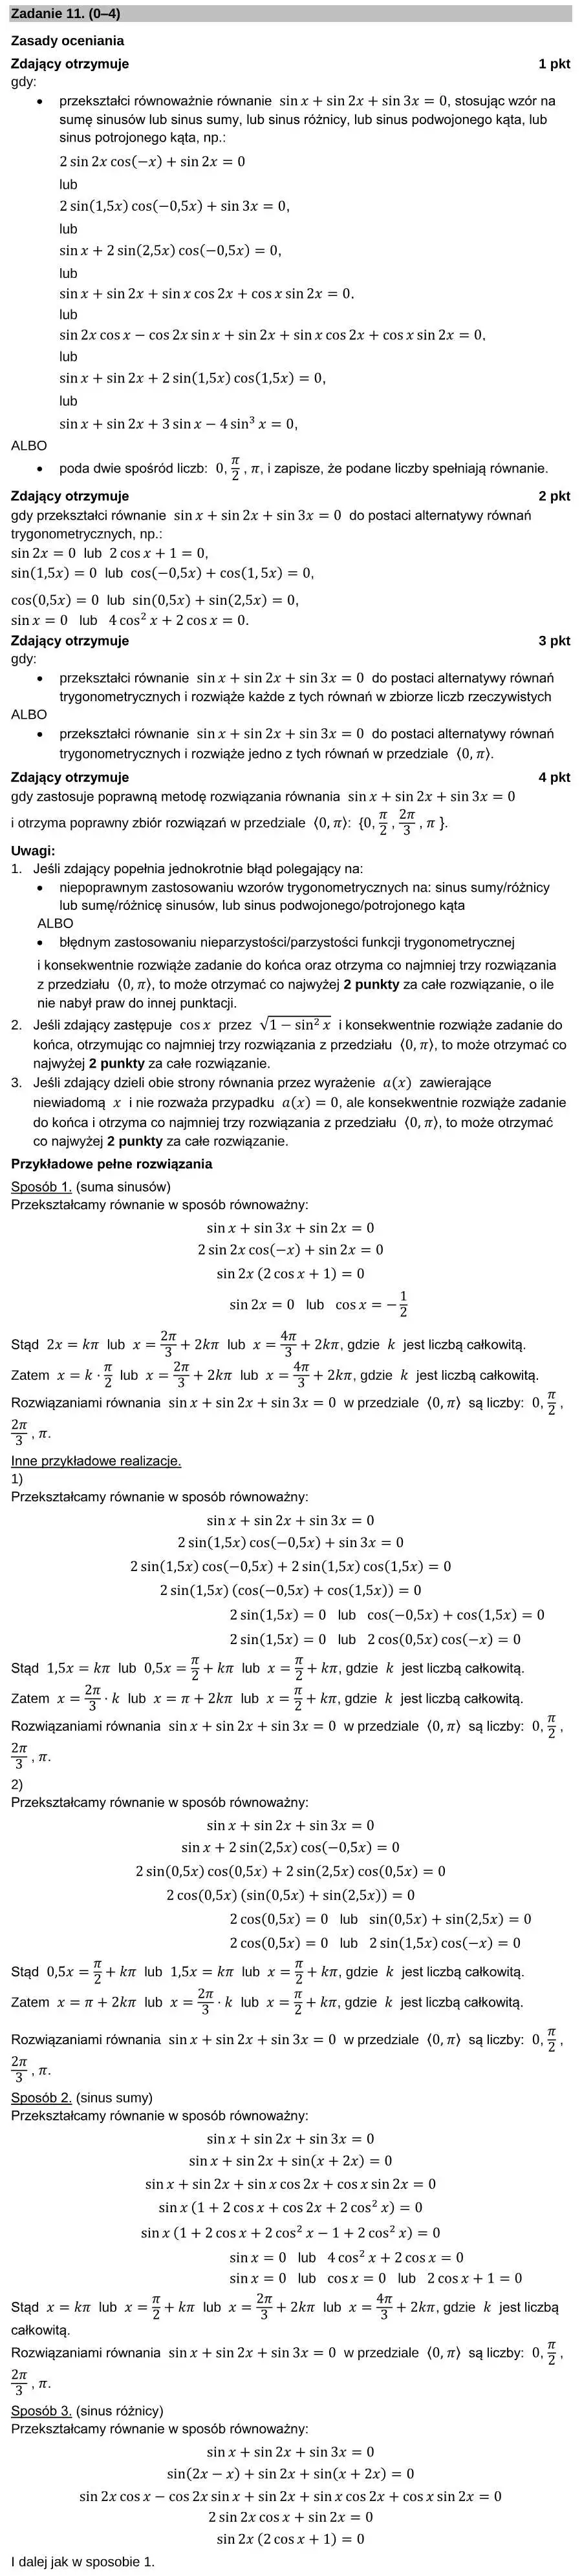 Zadanie 11. (0–4)
Zasady oceniania
Zdający otrzymuje 1 pkt
gdy:
• przekształci równoważnie równanie sin x + sin 2x + sin 3x = 0, stosując wzór na
sumę sinusów lub sinus sumy, lub sinus różnicy, lub sinus podwojonego kąta, lub
sinus potrojonego kąta, np.:
2 sin 2x cos(−x) + sin 2x = 0
lub
2 sin(1,5x) cos(−0,5x) + sin 3x = 0,
lub
sin x + 2 sin(2,5x) cos(−0,5x) = 0,
lub
sin x + sin 2x + sin x cos 2x + cos x sin 2x = 0.
lub
sin 2x cos x − cos 2x sin x + sin 2x + sin x cos 2x + cos x sin 2x = 0,
lub
sin x + sin 2x + 2 sin(1,5x) cos(1,5x) = 0,
lub
sin x + sin 2x + 3 sin x − 4 sin³ x = 0,
ALBO
• poda dwie spośród liczb: 0, π/2, π, i zapisze, że podane liczby spełniają równanie.
Zdający otrzymuje 2 pkt
gdy przekształci równanie sin x + sin 2x + sin 3x = 0 do postaci alternatywy równań
trygonometrycznych, np.:
sin 2x = 0 lub 2 cos x + 1 = 0,
sin(1,5x) = 0 lub cos(−0,5x) + cos(1,5x) = 0,
cos(0,5x) = 0 lub sin(0,5x) + sin(2,5x) = 0,
sin x = 0 lub 4 cos² x + 2 cos x = 0.
Zdający otrzymuje 3 pkt
gdy:
• przekształci równanie sin x + sin 2x + sin 3x = 0 do postaci alternatywy równań
trygonometrycznych i rozwiąże każde z tych równań w zbiorze liczb rzeczywistych
ALBO
• przekształci równanie sin x + sin 2x + sin 3x = 0 do postaci alternatywy równań
trygonometrycznych i rozwiąże jedno z tych równań w przedziale ⟨0, π⟩.
Zdający otrzymuje 4 pkt
gdy zastosuje poprawną metodę rozwiązania równania sin x + sin 2x + sin 3x = 0
i otrzyma poprawny zbiór rozwiązań w przedziale ⟨0, π⟩: {0, π/2, 2π/3, π }.
Uwagi:
1. Jeśli zdający popełnia jednokrotnie błąd polegający na:
• niepoprawnym zastosowaniu wzorów trygonometrycznych na: sinus sumy/różnicy
lub sumę/różnicę sinusów, lub sinus podwojonego/potrojonego kąta
ALBO
• błędnym zastosowaniu nieparzystości/parzystości funkcji trygonometrycznej
i konsekwentnie rozwiąże zadanie do końca oraz otrzyma co najmniej trzy rozwiązania
z przedziału ⟨0, π⟩, to może otrzymać co najwyżej 2 punkty za całe rozwiązanie, o ile
nie nabył praw do innej punktacji.
2. Jeśli zdający zastępuje cos x przez √(1 − sin² x) i konsekwentnie rozwiąże zadanie do
końca, otrzymując co najmniej trzy rozwiązania z przedziału ⟨0, π⟩, to może otrzymać co
najwyżej 2 punkty za całe rozwiązanie.
3. Jeśli zdający dzieli obie strony równania przez wyrażenie a(x) zawierające
niewiadomą x i nie rozważa przypadku a(x) = 0, ale konsekwentnie rozwiąże zadanie
do końca i otrzyma co najmniej trzy rozwiązania z przedziału ⟨0, π⟩, to może otrzymać
co najwyżej 2 punkty za całe rozwiązanie.
Przykładowe pełne rozwiązania
Sposób 1. (suma sinusów)
Przekształcamy równanie w sposób równoważny:
sin x + sin 3x + sin 2x = 0
2 sin 2x cos(−x) + sin 2x = 0
sin 2x (2 cos x + 1) = 0
sin 2x = 0 lub cos x = −1/2
Stąd 2x = kπ lub x = 2π/3 + 2kπ lub x = 4π/3 + 2kπ, gdzie k jest liczbą całkowitą.
Zatem x = k · π/2 lub x = 2π/3 + 2kπ lub x = 4π/3 + 2kπ, gdzie k jest liczbą całkowitą.
Rozwiązaniami równania sin x + sin 2x + sin 3x = 0 w przedziale ⟨0, π⟩ są liczby: 0, π/2,
2π/3, π.
Inne przykładowe realizacje.
1)
Przekształcamy równanie w sposób równoważny:
sin x + sin 2x + sin 3x = 0
2 sin(1,5x) cos(−0,5x) + sin 3x = 0
2 sin(1,5x) cos(−0,5x) + 2 sin(1,5x) cos(1,5x) = 0
2 sin(1,5x) (cos(−0,5x) + cos(1,5x)) = 0
2 sin(1,5x) = 0 lub cos(−0,5x) + cos(1,5x) = 0
2 sin(1,5x) = 0 lub 2 cos(0,5x) cos(−x) = 0
Stąd 1,5x = kπ lub 0,5x = π/2 + kπ lub x = π/2 + kπ, gdzie k jest liczbą całkowitą.
Zatem x = 2π/3 · k lub x = π + 2kπ lub x = π/2 + kπ, gdzie k jest liczbą całkowitą.
Rozwiązaniami równania sin x + sin 2x + sin 3x = 0 w przedziale ⟨0, π⟩ są liczby: 0, π/2,
2π/3, π.
2)
Przekształcamy równanie w sposób równoważny:
sin x + sin 2x + sin 3x = 0
sin x + 2 sin(2,5x) cos(−0,5x) = 0
2 sin(0,5x) cos(0,5x) + 2 sin(2,5x) cos(0,5x) = 0
2 cos(0,5x) (sin(0,5x) + sin(2,5x)) = 0
2 cos(0,5x) = 0 lub sin(0,5x) + sin(2,5x) = 0
2 cos(0,5x) = 0 lub 2 sin(1,5x) cos(−x) = 0
Stąd 0,5x = π/2 + kπ lub 1,5x = kπ lub x = π/2 + kπ, gdzie k jest liczbą całkowitą.
Zatem x = π + 2kπ lub x = 2π/3 · k lub x = π/2 + kπ, gdzie k jest liczbą całkowitą.
Rozwiązaniami równania sin x + sin 2x + sin 3x = 0 w przedziale ⟨0, π⟩ są liczby: 0, π/2,
2π/3, π.
Sposób 2. (sinus sumy)
Przekształcamy równanie w sposób równoważny:
sin x + sin 2x + sin 3x = 0
sin x + sin 2x + sin(x + 2x) = 0
sin x + sin 2x + sin x cos 2x + cos x sin 2x = 0
sin x (1 + 2 cos x + cos 2x + 2 cos² x) = 0
sin x (1 + 2 cos x + 2 cos² x − 1 + 2 cos² x) = 0
sin x = 0 lub 4 cos² x + 2 cos x = 0
sin x = 0 lub cos x = 0 lub 2 cos x + 1 = 0
Stąd x = kπ lub x = π/2 + kπ lub x = 2π/3 + 2kπ lub x = 4π/3 + 2kπ, gdzie k jest liczbą
całkowitą.
Rozwiązaniami równania sin x + sin 2x + sin 3x = 0 w przedziale ⟨0, π⟩ są liczby: 0, π/2,
2π/3, π.
Sposób 3. (sinus różnicy)
Przekształcamy równanie w sposób równoważny:
sin x + sin 2x + sin 3x = 0
sin(2x − x) + sin 2x + sin(x + 2x) = 0
sin 2x cos x − cos 2x sin x + sin 2x + sin x cos 2x + cos x sin 2x = 0
2 sin 2x cos x + sin 2x = 0
sin 2x (2 cos x + 1) = 0
I dalej jak w sposobie 1.